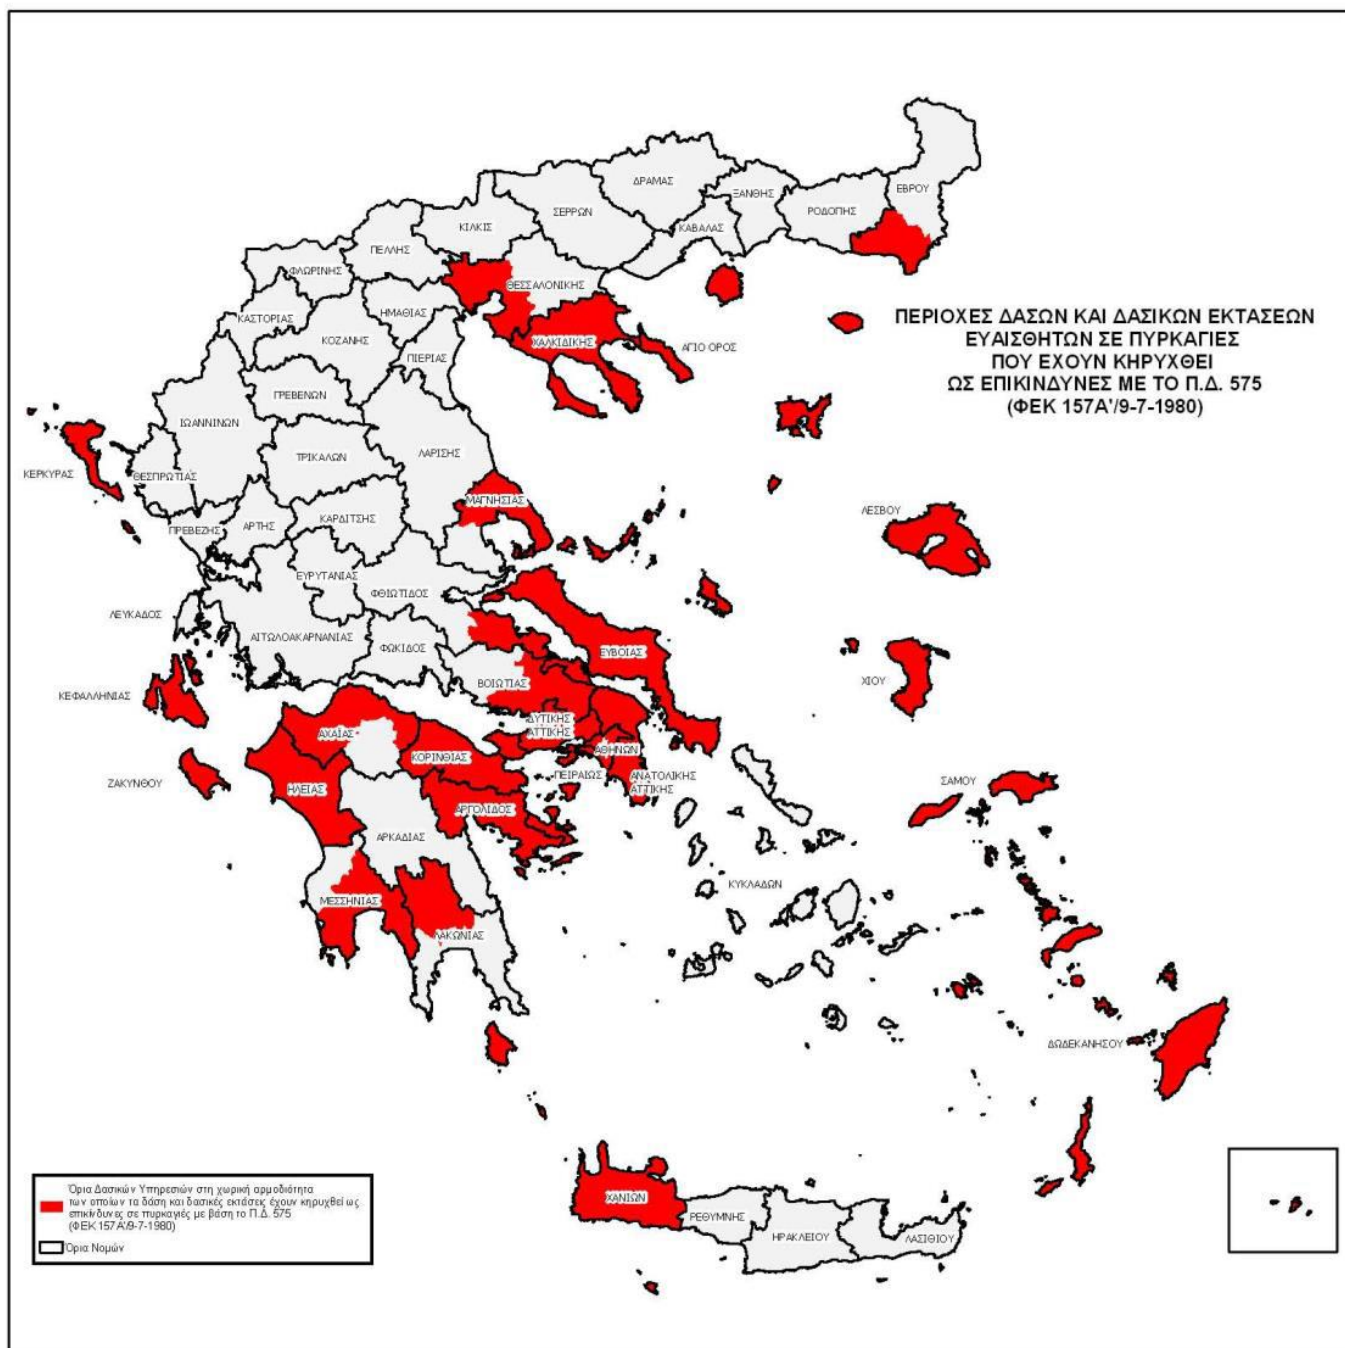 ΔΡΑΜΑΣ
ΞΑΝΘΗΣ
ΕΒΡΟΥ
ΣΕΡΡΩΝ
ΡΟΔΟΠΗΣ
ΚΙΛΚΙΣ
ΚΑΒΑΛΑΣ
ΠΕΛΛΗΣ
ΦΛΩΡΙΝΗΣ
ΘΕΣΣΑΛΟΝΙΚΗΣ
ΗΜΑΘΙΑΣ
ΚΑΣΤΟΡΙΑΣ
ΚΟΖΑΝΗΣ
ΧΑΛΚΙΔΙΚΗΣ
ΑΓΙΟ ΟΡΟΣ
ΠΙΕΡΙΑΣ
ΠΕΡΙΟΧΕΣ ΔΑΣΩΝ ΚΑΙ ΔΑΣΙΚΩΝ ΕΚΤΑΣΕΩΝ
ΕΥΑΙΣΘΗΤΩΝ ΣΕ ΠΥΡΚΑΓΙΕΣ
ΠΟΥ ΕΧΟΥΝ ΚΗΡΥΧΘΕΙ
ΩΣ ΕΠΙΚΙΝΔΥΝΕΣ ΜΕ ΤΟ Π.Δ. 575
(ΦΕΚ 157Α'/9-7-1980)
ΓΡΕΒΕΝΩΝ
ΙΩΑΝΝΙΝΩΝ
ΤΡΙΚΑΛΩΝ
ΛΑΡΙΣΗΣ
ΚΕΡΚΥΡΑΣ
ΘΕΣΠΡΩΤΙΑΣ
ΜΑΓΝΗΣΙΑΣ
ΛΕΣΒΟΥ
ΠΡΕΒΕΖΗΣ
ΑΡΤΗΣ
ΚΑΡΔΙΤΣΗΣ
ΕΥΡΥΤΑΝΙΑΣ
ΦΘΙΩΤΙΔΟΣ
ΛΕΥΚΑΔΟΣ
ΑΙΤΩΛΟΑΚΑΡΝΑΝΙΑΣ
ΦΩΚΙΔΟΣ
ΕΥΒΟΙΑΣ
ΒΟΙΩΤΙΑΣ
ΧΙΟΥ
ΚΕΦΑΛΛΗΝΙΑΣ
ΔΥΤΙΚΗΣ
ΑΤΤΙΚΗΣ
ΑΧΑΪΑΣ
ΑΘΗΝΩΝ
ΚΟΡΙΝΘΙΑΣ
ΠΕΙΡΑΙΩΣ
ΑΝΑΤΟΛΙΚΗΣ
ΑΤΤΙΚΗΣ
ΖΑΚΥΝΘΟΥ
ΗΛΕΙΑΣ
ΣΑΜΟΥ
ΑΡΓΟΛΙΔΟΣ
ΑΡΚΑΔΙΑΣ
ΚΥΚΛΑΔΩΝ
ΜΕΣΣΗΝΙΑΣ
ΛΑΚΩΝΙΑΣ
ΔΩΔΕΚΑΝΗΣΟΥ
ΧΑΝΙΩΝ
ΡΕΘΥΜΝΗΣ
ΗΡΑΚΛΕΙΟΥ
ΛΑΣΙΘΙΟΥ
Όρια Δασικών Υπηρεσιών στη χωρική αρμοδιότητα
των οποίων τα δάση και δασικές εκτάσεις έχουν κηρυχθεί ως
επικίνδυνες σε πυρκαγιές με βάση το Π.Δ. 575
(ΦΕΚ 157Α'/9-7-1980)
Όρια Νομών